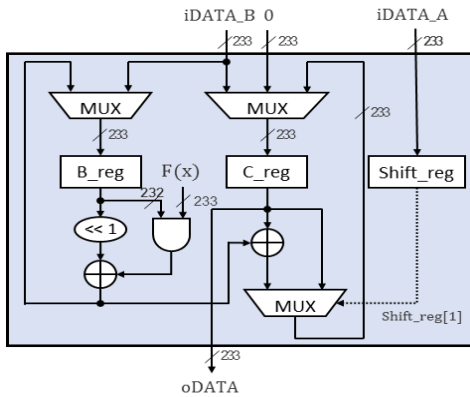 iDATA_B 0 iDATA_A
233 233 233
MUX MUX
233 233 233
B_reg F(x) C_reg Shift_reg
232 233
<< 1
MUX
Shift_reg[1]
233
oDATA